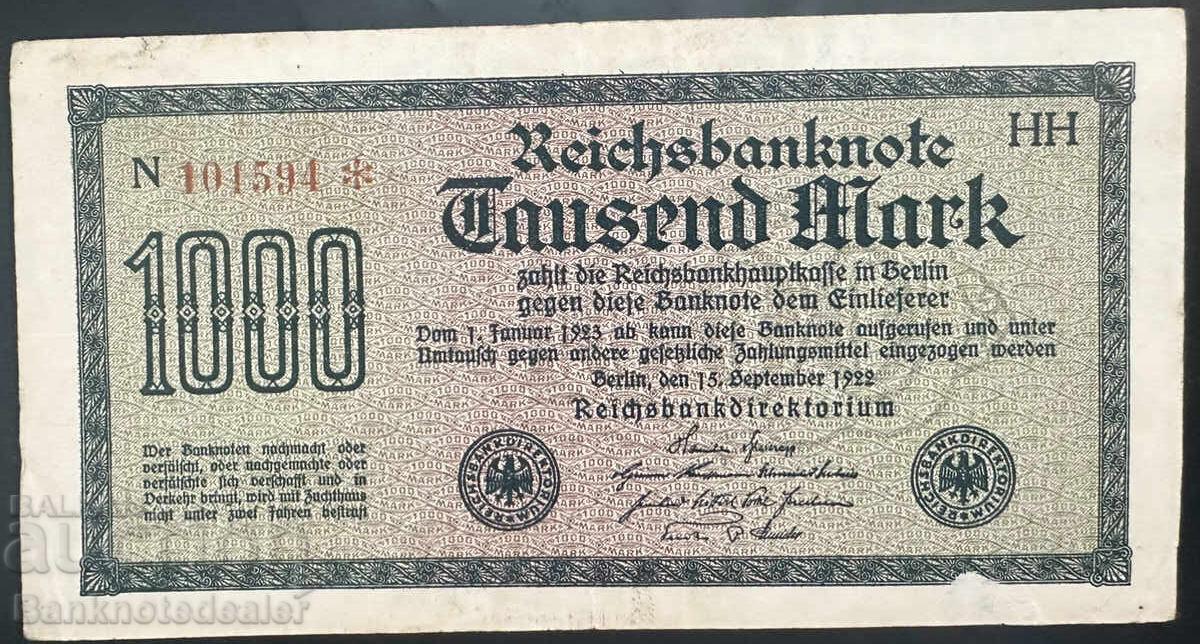 HH
N 101594 *
Reichsbanknote
Tausend Mark
1000
zahlt die Reichsbankhauptkasse in Berlin
gegen diese Banknote dem Einlieferer
Vom 1. Januar 1923 ab kann diese Banknote aufgerufen und unter
Umtausch gegen andere gesetzliche Zahlungsmittel eingezogen werden
Berlin, den 15. September 1922
Reichsbankdirektorium
Wer Banknoten nachmacht oder
verfälscht, oder nachgemachte oder
verfälschte sich verschafft und in
Verkehr bringt, wird mit Zuchthaus
nicht unter zwei Jahren bestraft
REICHSBANKDIREKTORIUM
REICHSBANKDIREKTORIUM
Banknotedealer